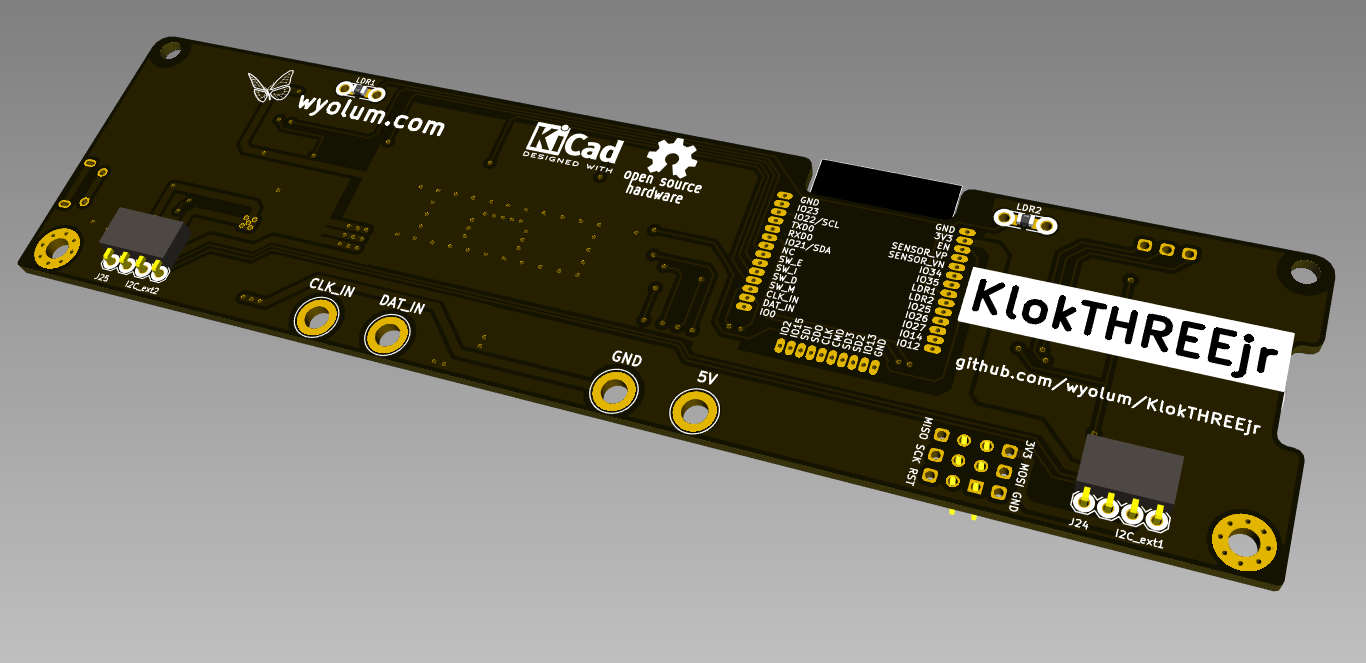 LDR1
wyolum.com
KiCad
DESIGNED WITH
open source
hardware
GND
IO23
IO22/SCL
TXD0
RXD0
IO21/SDA
NC
SW_E
SW_I
SW_D
SW_M
CLK_IN
DAT_IN
IO0
IO2
IO15
SDI
SDO
CLK
CMD
SD3
SD2
IO13
GND
GND
3V3
EN
SENSOR_VP
SENSOR_VN
IO34
IO35
LDR1
LDR2
IO25
IO26
IO27
IO14
IO12
LDR2
KlokTHREEjr
github.com/wyolum/KlokTHREEjr
J25
I2C_ext2
CLK_IN
DAT_IN
GND
5V
MISO SCK RST
3V3 MOSI GND
J24
I2C_ext1